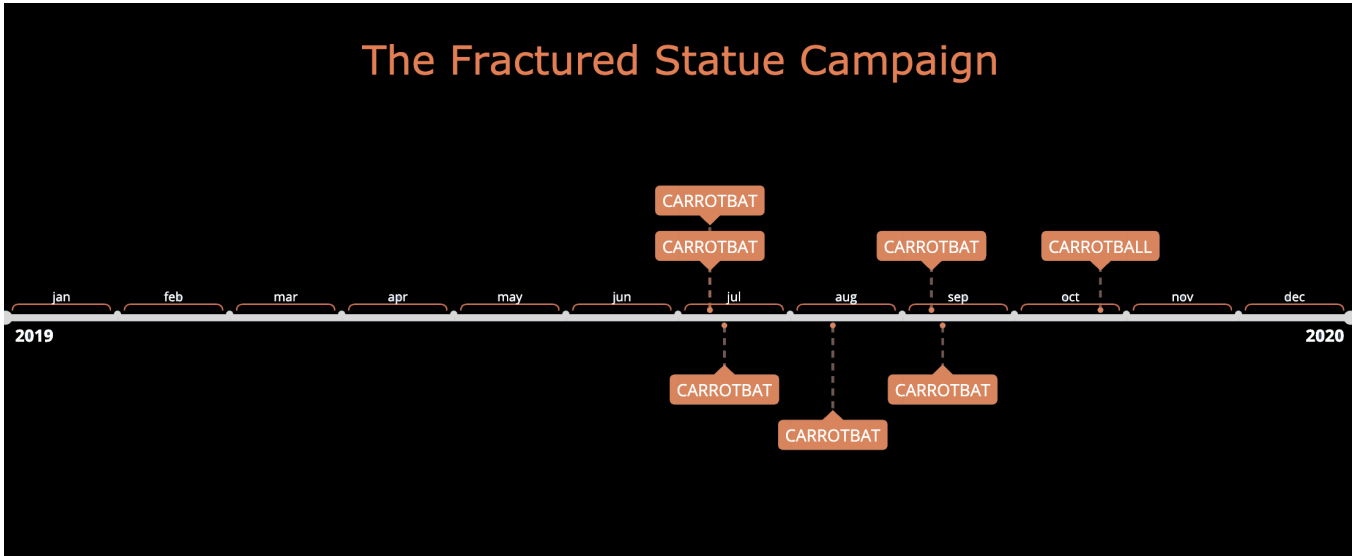 The Fractured Statue Campaign
CARROTBAT
CARROTBAT CARROTBAT CARROTBALL
jan feb mar apr may jun jul aug sep oct nov dec
2019 2020
CARROTBAT CARROTBAT
CARROTBAT